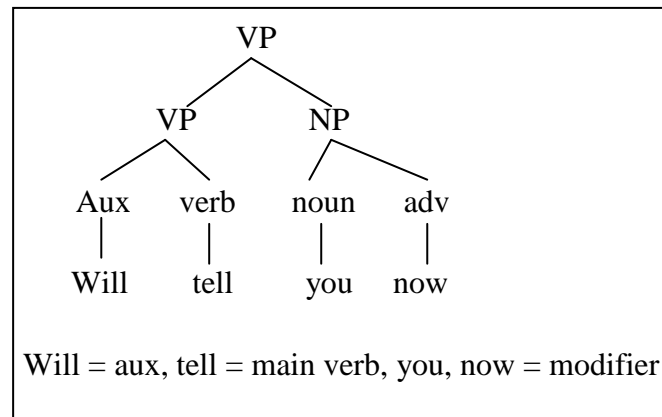 VP
VP NP
Aux verb noun adv
Will tell you now
Will = aux, tell = main verb, you, now = modifier